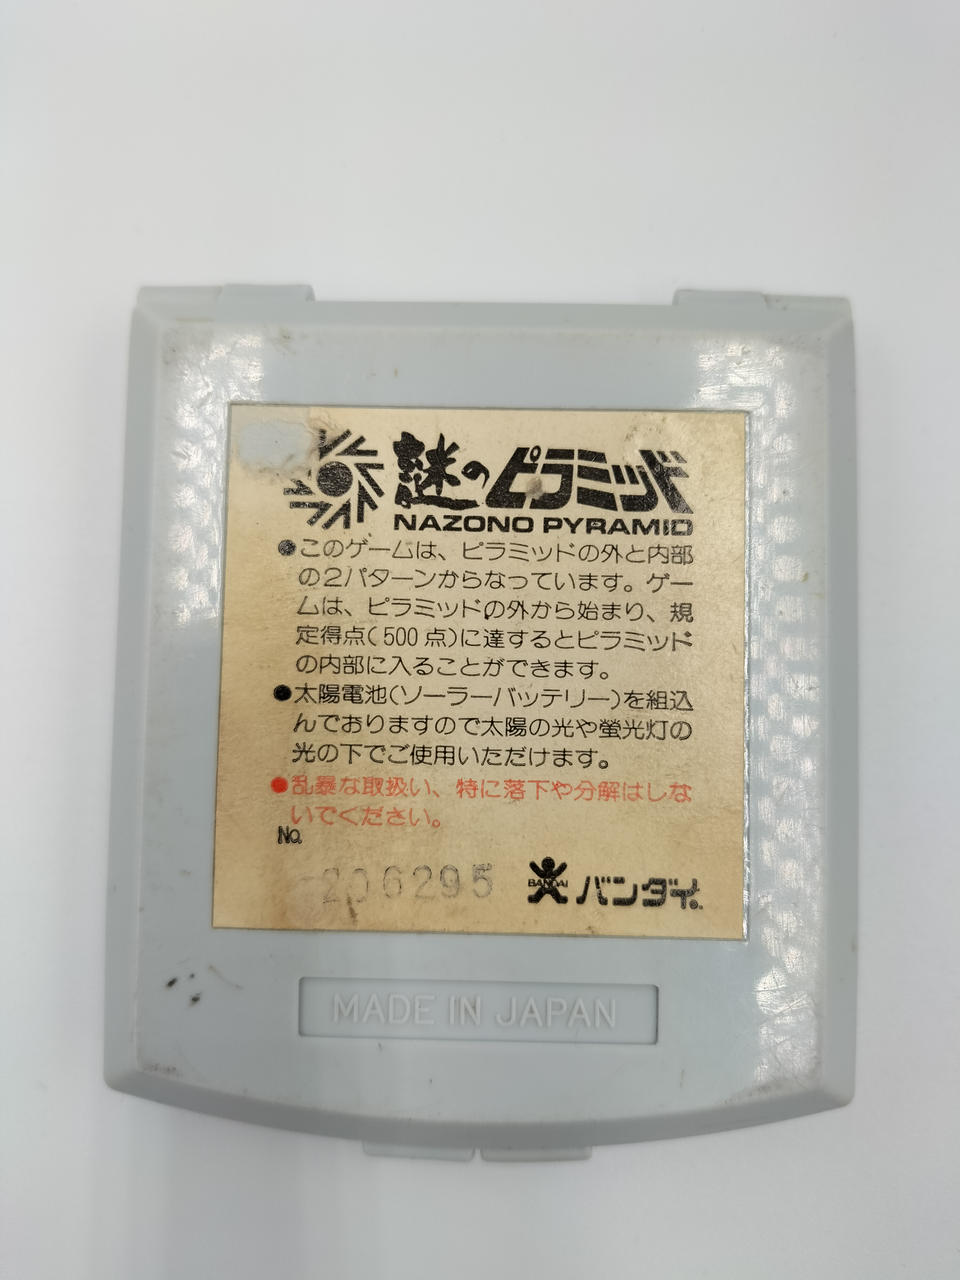 謎のピラミッド
NAZONO PYRAMID
●このゲームは、ピラミッドの外と内部
の2パターンからなっています。ゲー
ムは、ピラミッドの外から始まり、規
定得点(500点)に達するとピラミッド
の内部に入ることができます。
●太陽電池(ソーラーバッテリー)を組込
んでおりますので太陽の光や螢光灯の
光の下でご使用いただけます。
●乱暴な取扱い、特に落下や分解はしな
いでください。
No.
206295
BANDAI バンダイ
MADE IN JAPAN